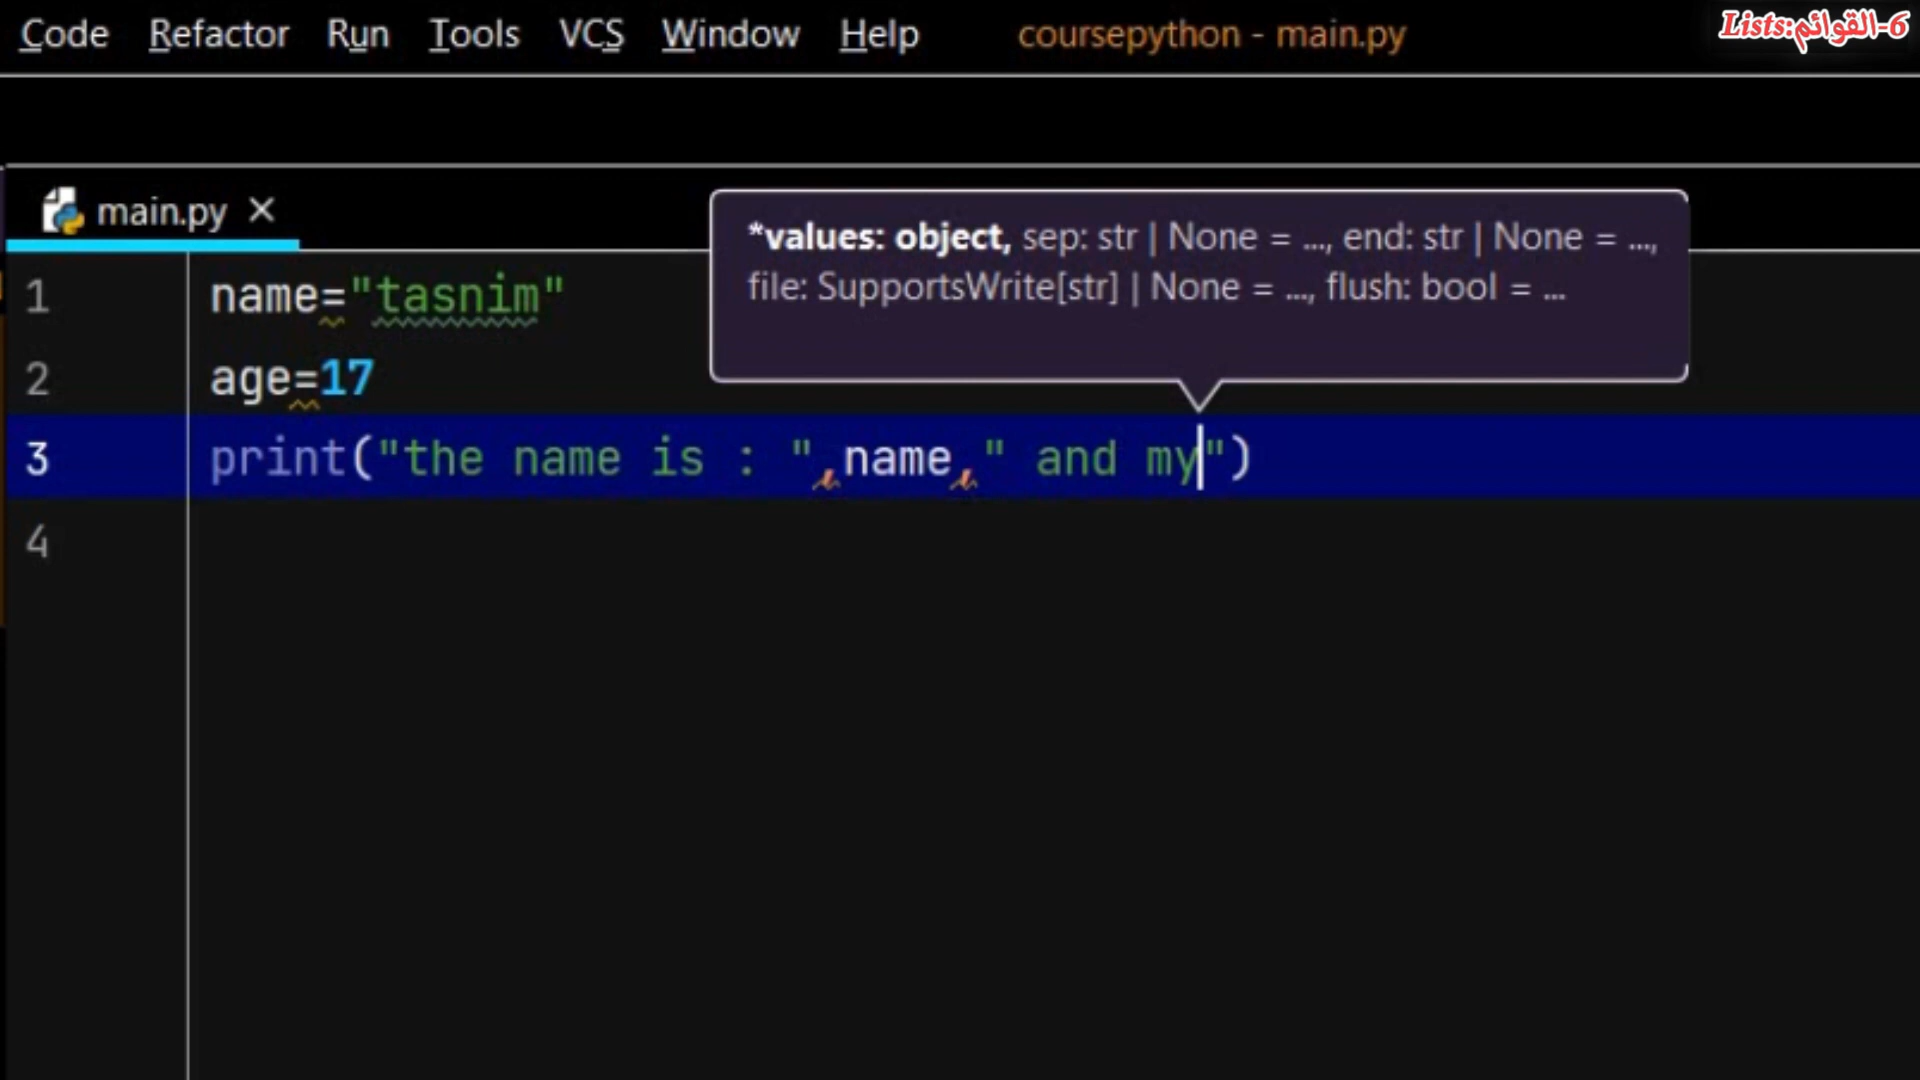 Code Refactor Run Tools VCS Window Help coursepython - main.py
6-القوائم:Lists
main.py
*values: object, sep: str | None = ..., end: str | None = ...,
file: SupportsWrite[str] | None = ..., flush: bool = ...
1 name="tasnim"
2 age=17
3 print("the name is : ",name," and my")
4